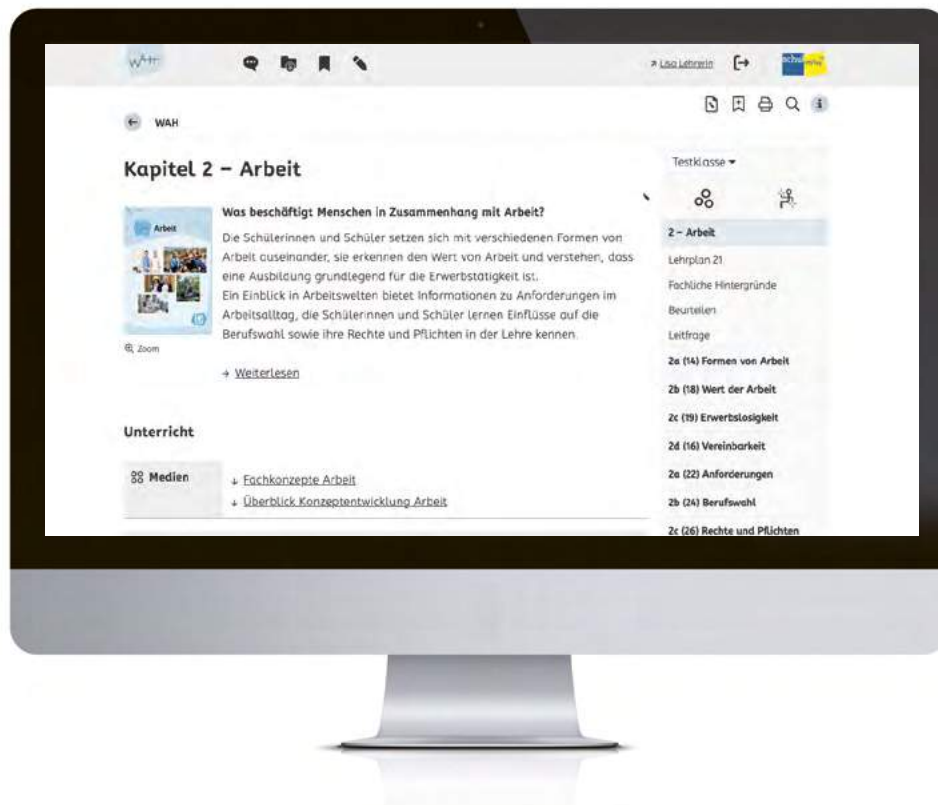 WAH
Lisa Lehrerin
WAH
Kapitel 2 – Arbeit
Arbeit
Zoom
Was beschäftigt Menschen in Zusammenhang mit Arbeit?
Die Schülerinnen und Schüler setzen sich mit verschiedenen Formen von
Arbeit auseinander, sie erkennen den Wert von Arbeit und verstehen, dass
eine Ausbildung grundlegend für die Erwerbstätigkeit ist.
Ein Einblick in Arbeitswelten bietet Informationen zu Anforderungen im
Arbeitsalltag, die Schülerinnen und Schüler lernen Einflüsse auf die
Berufswahl sowie ihre Rechte und Pflichten in der Lehre kennen.
→ Weiterlesen
Unterricht
Medien
↓ Fachkonzepte Arbeit
↓ Überblick Konzeptentwicklung Arbeit
Testklasse
2 – Arbeit
Lehrplan 21
Fachliche Hintergründe
Beurteilen
Leitfrage
2a (14) Formen von Arbeit
2b (18) Wert der Arbeit
2c (19) Erwerbslosigkeit
2d (16) Vereinbarkeit
2a (22) Anforderungen
2b (24) Berufswahl
2c (26) Rechte und Pflichten